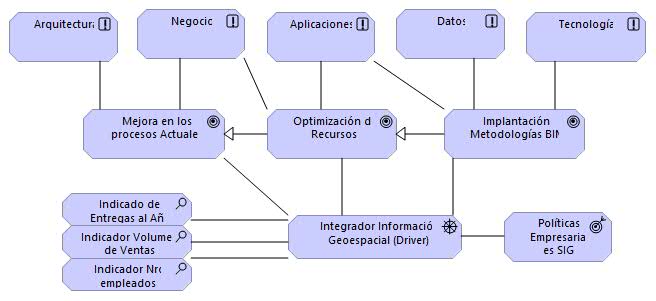 Arquitectura
Negocic
Aplicaciones
Datos
Tecnología
Mejora en los
procesos Actuale
Optimización d
Recursos
Implantación
Metodologías BIM
Indicado de
Entregas al Añ
Indicador Volume
de Ventas
Indicador Nro
empleados
Integrador Informació
Geoespacial (Driver)
Políticas
Empresaria
es SIG